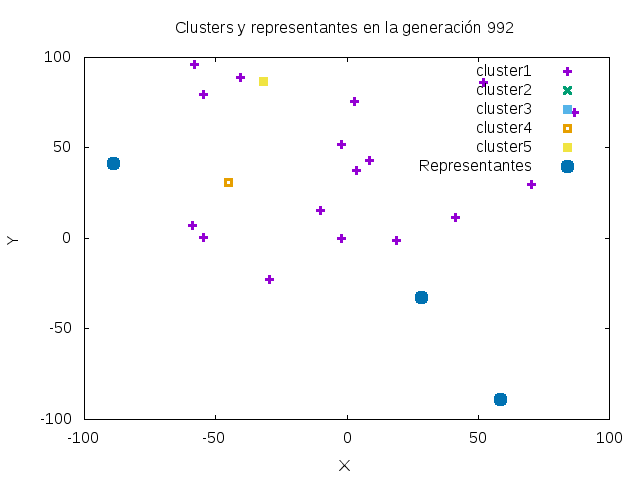 Clusters y representantes en la generación 992
100
50
0
-50
-100
Y
-100
-50
0
50
100
X
cluster1
cluster2
cluster3
cluster4
cluster5
Representantes